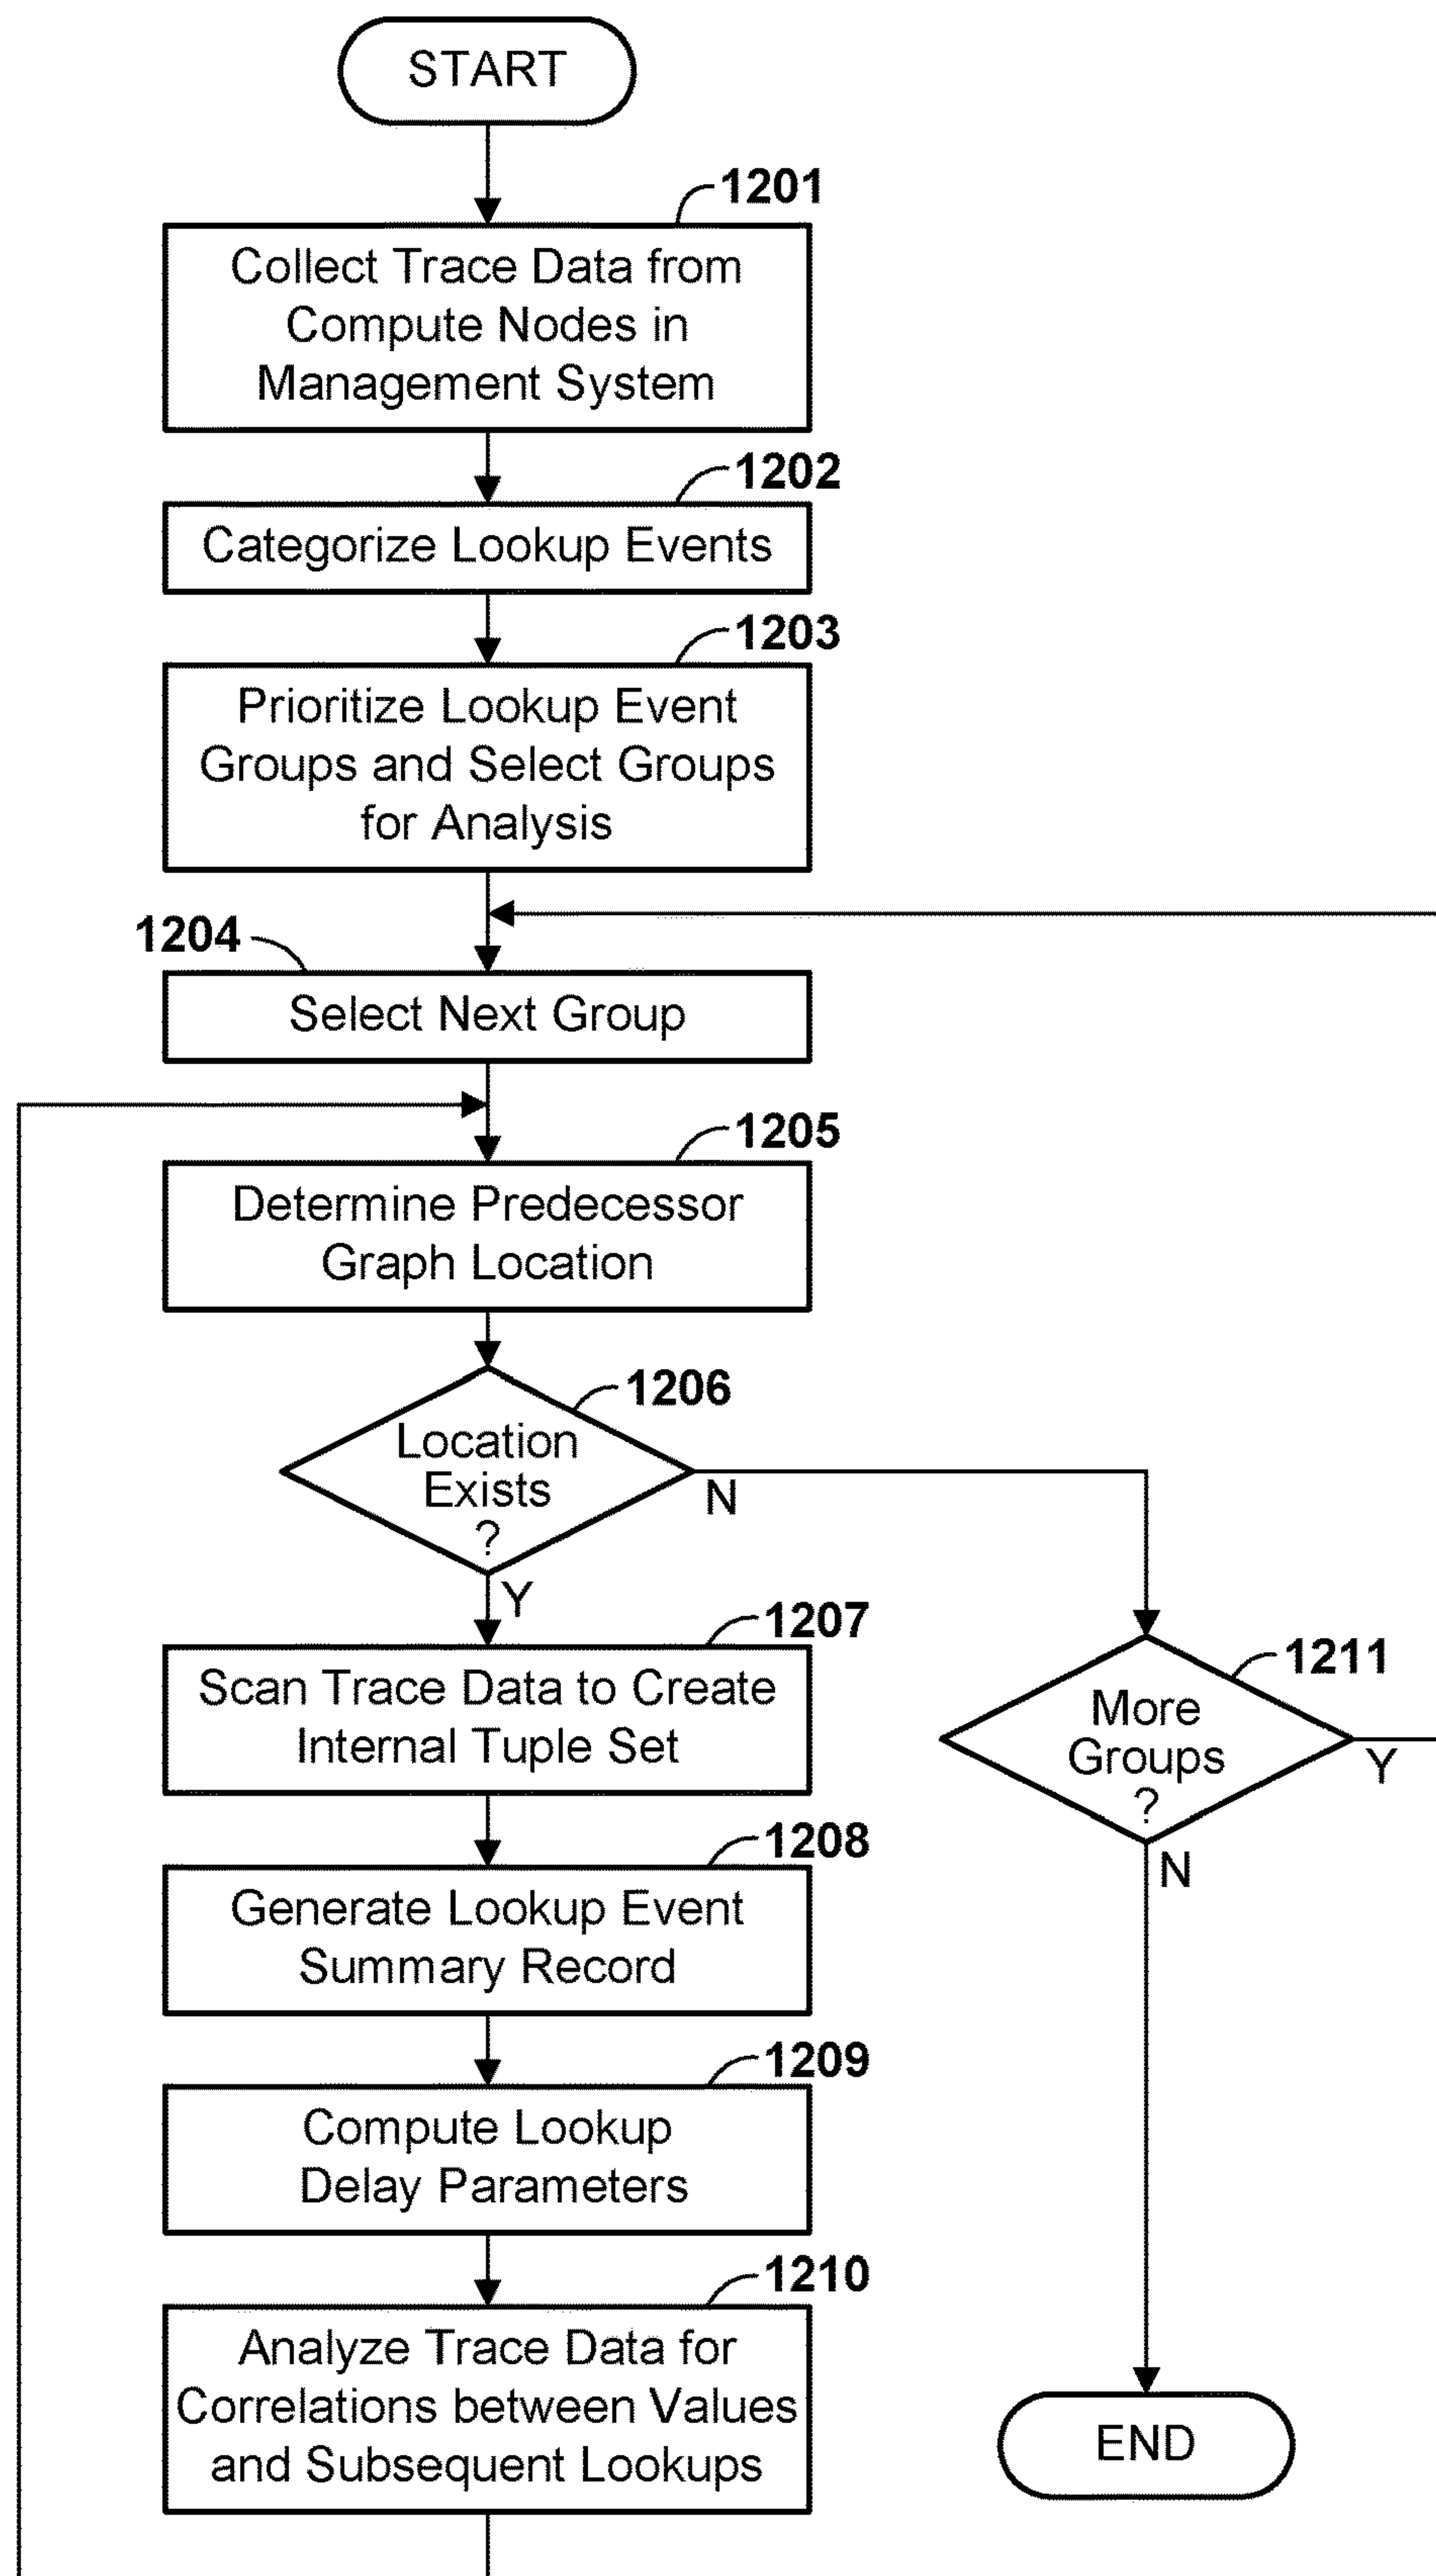 START
1201
Collect Trace Data from
Compute Nodes in
Management System
1202
Categorize Lookup Events
1203
Prioritize Lookup Event
Groups and Select Groups
for Analysis
1204
Select Next Group
1205
Determine Predecessor
Graph Location
1206
Location
Exists
?
N
Y
1207
Scan Trace Data to Create
Internal Tuple Set
1211
More
Groups
?
Y
N
1208
Generate Lookup Event
Summary Record
1209
Compute Lookup
Delay Parameters
1210
Analyze Trace Data for
Correlations between Values
and Subsequent Lookups
END